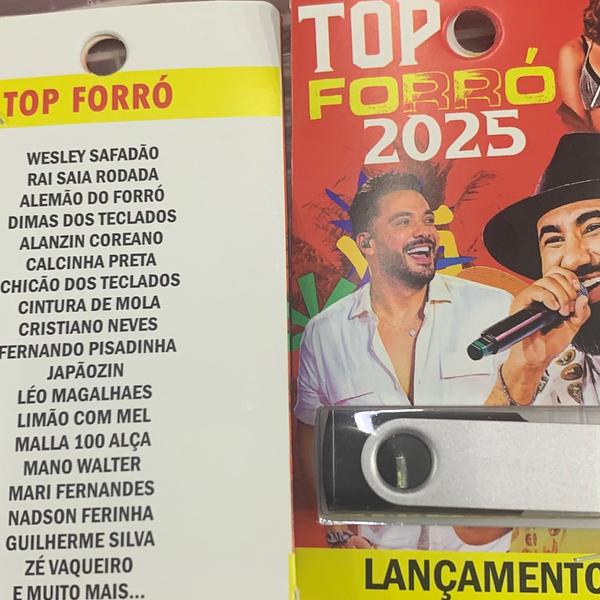 TOP FORRÓ
WESLEY SAFADÃO
RAI SAIA RODADA
ALEMÃO DO FORRÓ
DIMAS DOS TECLADOS
ALANZIN COREANO
CALCINHA PRETA
CHICÃO DOS TECLADOS
CINTURA DE MOLA
CRISTIANO NEVES
FERNANDO PISADINHA
JAPÃOZIN
LÉO MAGALHAES
LIMÃO COM MEL
MALLA 100 ALÇA
MANO WALTER
MARI FERNANDES
NADSON FERINHA
GUILHERME SILVA
ZÉ VAQUEIRO
E MUITO MAIS...
TOP
FORRÓ
2025
LANÇAMENTO